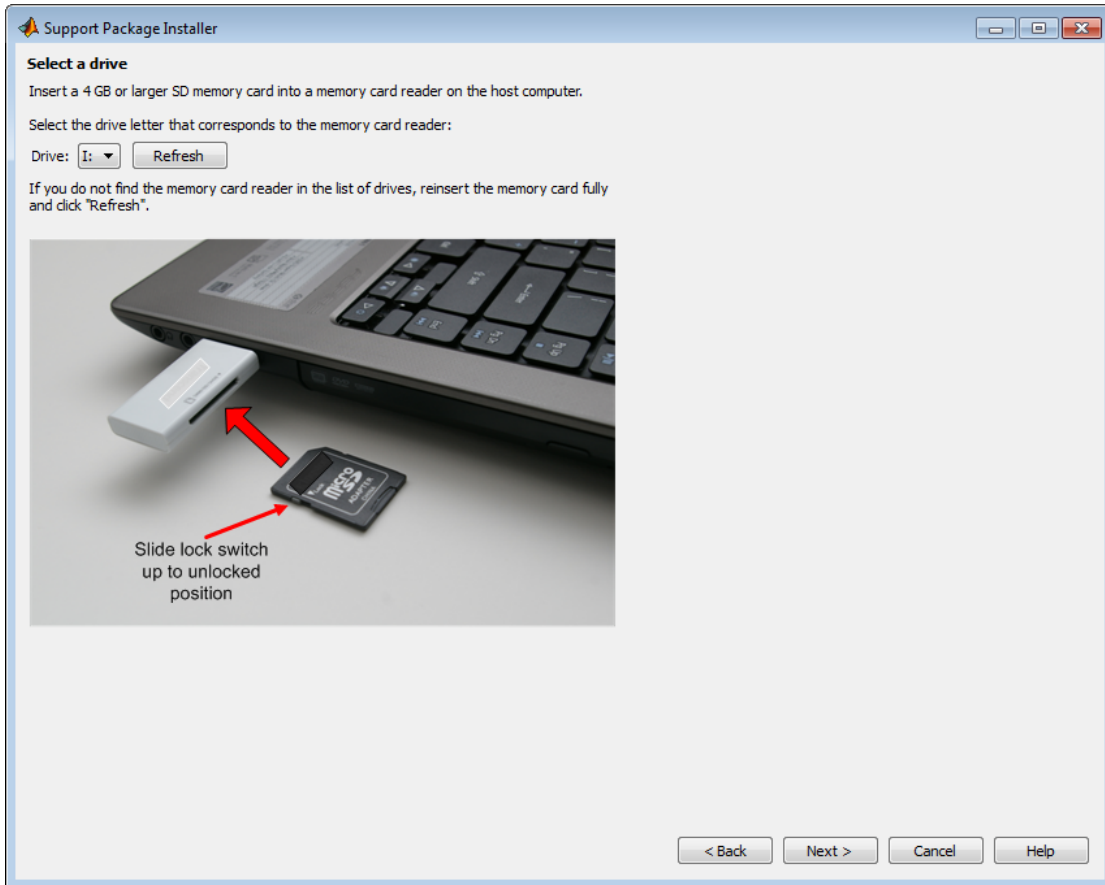 Support Package Installer
Select a drive
Insert a 4 GB or larger SD memory card into a memory card reader on the host computer.
Select the drive letter that corresponds to the memory card reader:
Drive: I: Refresh
If you do not find the memory card reader in the list of drives, reinsert the memory card fully
and click "Refresh".
Enter
Micro
SD
ADAPTER
Slide lock switch
up to unlocked
position
< Back Next > Cancel Help